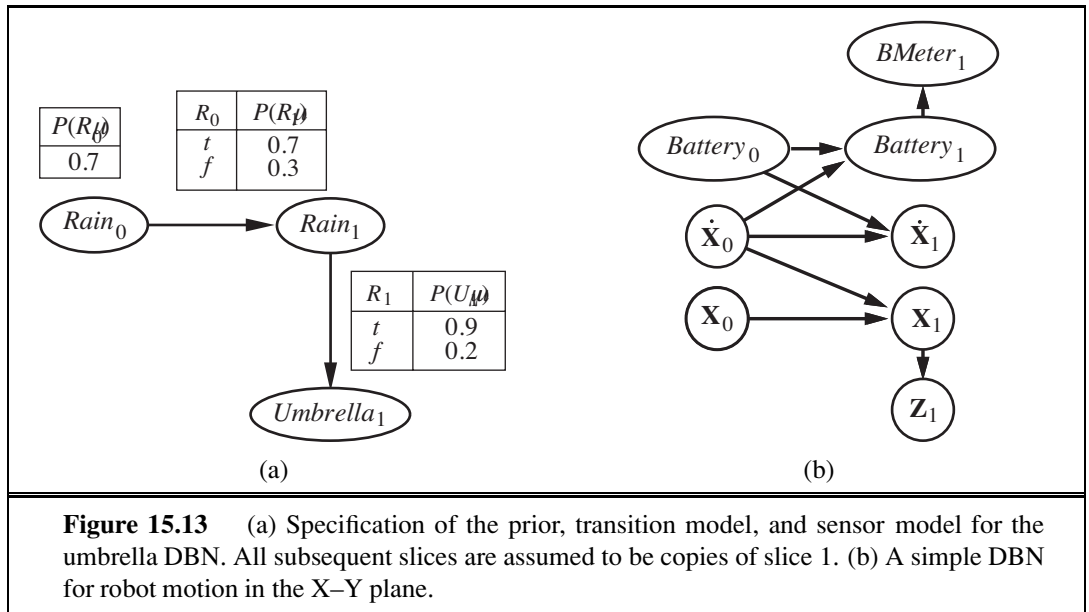 BMeter₁
P(R₀)
0.7
R₀ P(R₁)
t 0.7
f 0.3
Battery₀ Battery₁
Rain₀ Rain₁
Ẋ₀ Ẋ₁
R₁ P(U₁)
t 0.9
f 0.2
X₀ X₁
Umbrella₁
Z₁
(a) (b)
Figure 15.13 (a) Specification of the prior, transition model, and sensor model for the
umbrella DBN. All subsequent slices are assumed to be copies of slice 1. (b) A simple DBN
for robot motion in the X–Y plane.